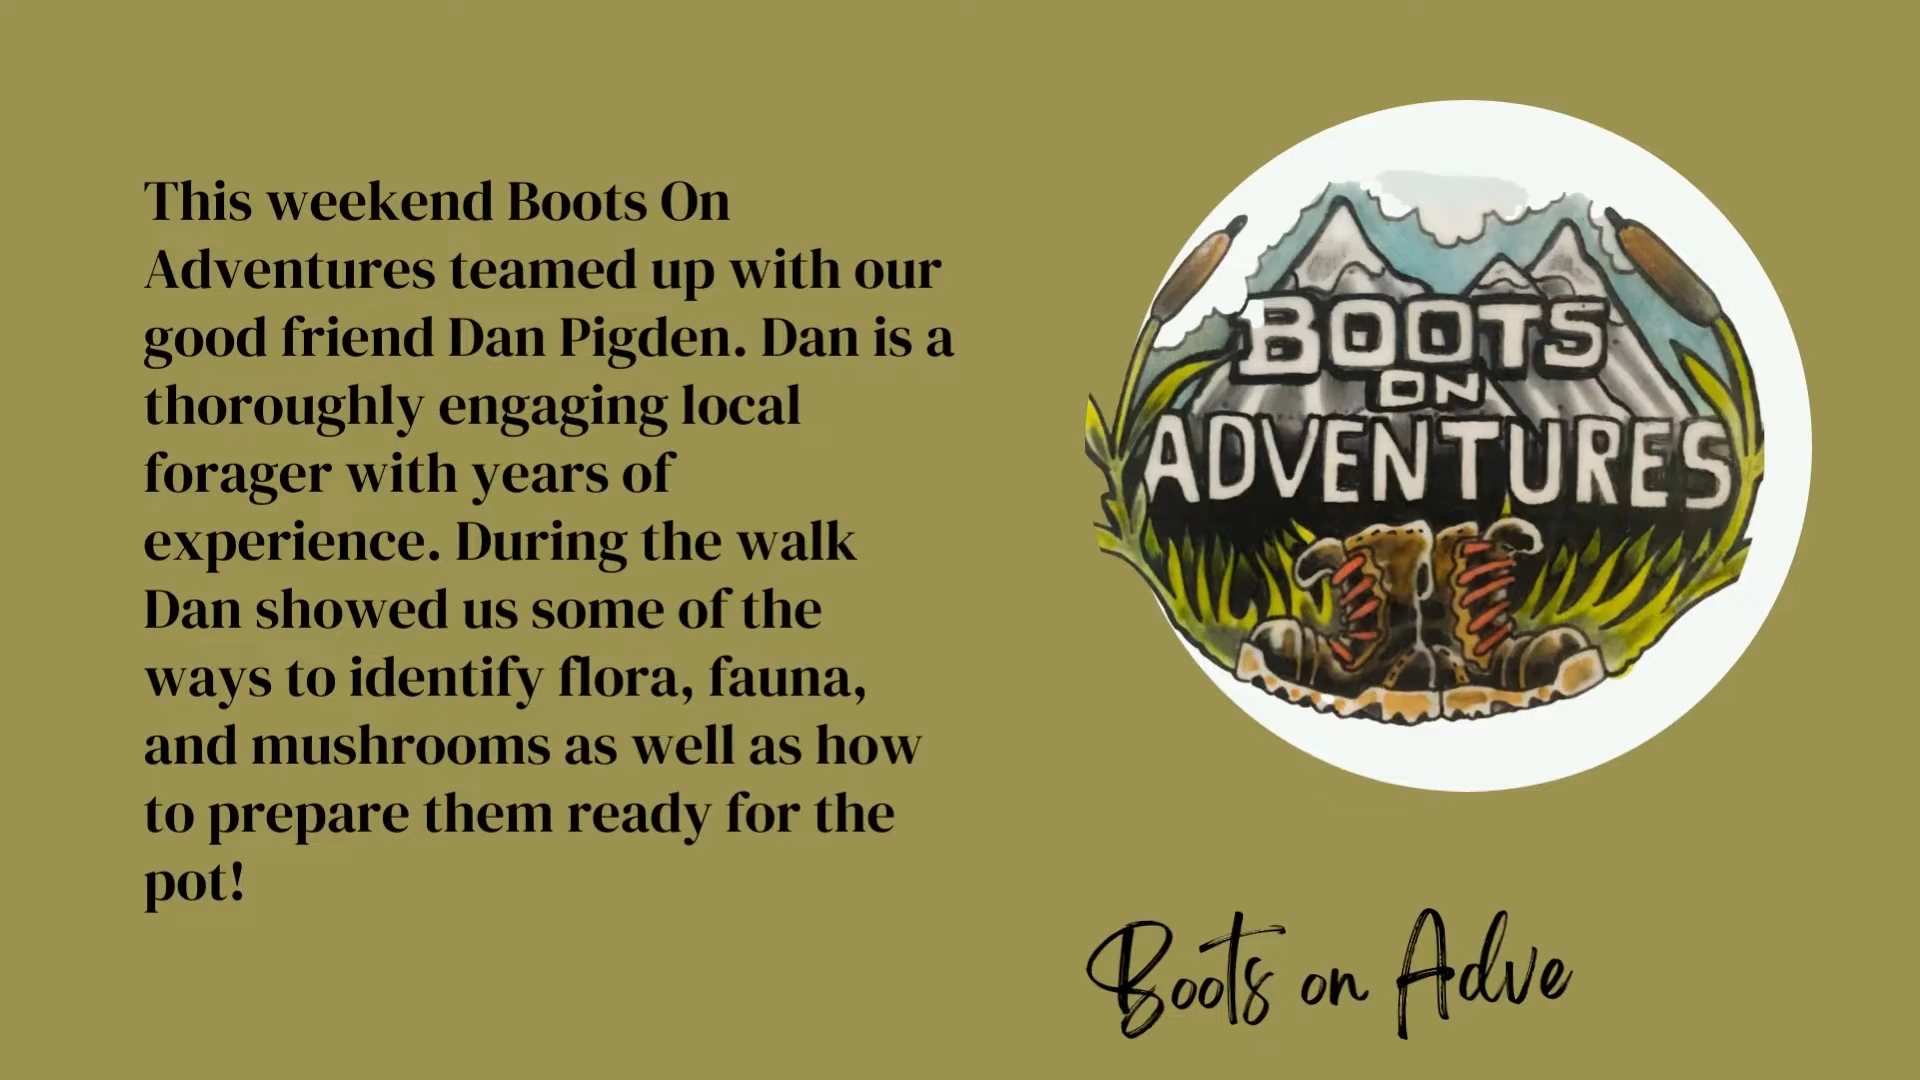 This weekend Boots On
Adventures teamed up with our
good friend Dan Pigden. Dan is a
thoroughly engaging local
forager with years of
experience. During the walk
Dan showed us some of the
ways to identify flora, fauna,
and mushrooms as well as how
to prepare them ready for the
pot!
BOOTS
ON
ADVENTURES
Boots on Adve